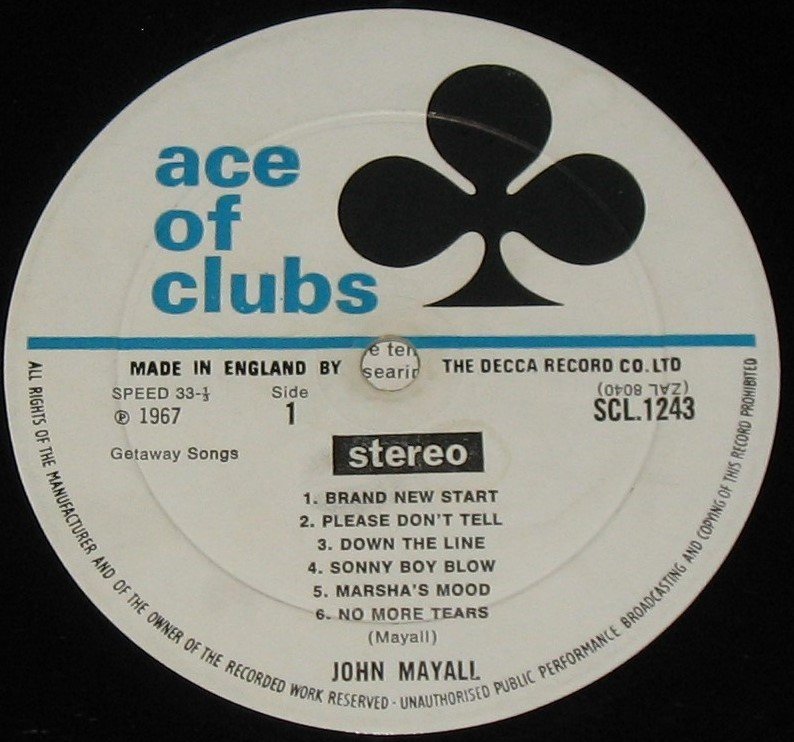 ace
of
clubs
MADE IN ENGLAND BY
THE DECCA RECORD CO. LTD
SPEED 33-⅓
Side
(ZAL 8040)
℗ 1967
1
SCL.1243
Getaway Songs
stereo
1. BRAND NEW START
2. PLEASE DON'T TELL
3. DOWN THE LINE
4. SONNY BOY BLOW
5. MARSHA'S MOOD
6. NO MORE TEARS
(Mayall)
JOHN MAYALL
ALL RIGHTS OF THE MANUFACTURER AND OF THE OWNER OF THE RECORDED WORK RESERVED - UNAUTHORISED PUBLIC PERFORMANCE BROADCASTING AND COPYING OF THIS RECORD PROHIBITED